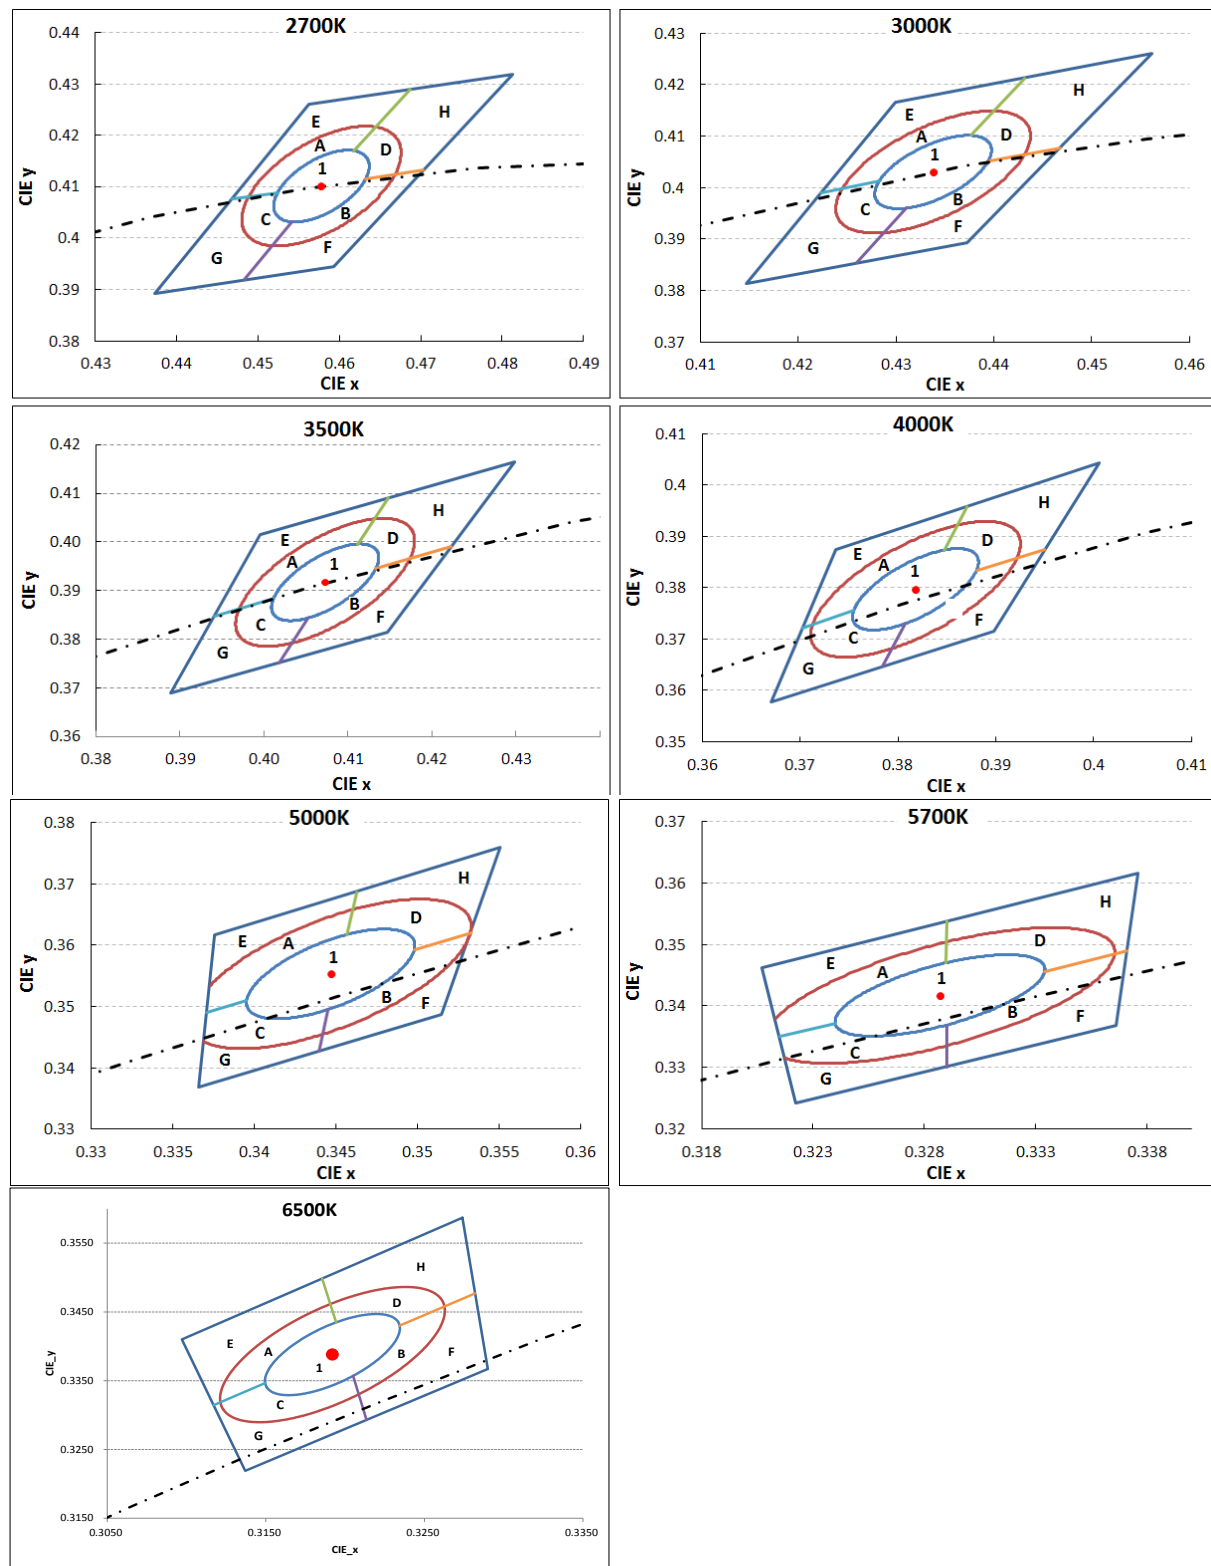 2700K
0.44
0.43
0.42
0.41
0.4
0.39
0.38
CIE y
E
H
A
D
1
C
B
F
G
0.43 0.44 0.45 0.46 0.47 0.48 0.49
CIE x
3000K
0.43
0.42
0.41
0.4
0.39
0.38
0.37
CIE y
H
E
A
D
1
C
B
F
G
0.41 0.42 0.43 0.44 0.45 0.46
CIE x
3500K
0.42
0.41
0.40
0.39
0.38
0.37
0.36
CIE y
H
E
D
A
1
B
C
F
G
0.38 0.39 0.40 0.41 0.42 0.43
CIE x
4000K
0.41
0.4
0.39
0.38
0.37
0.36
0.35
CIE y
H
E
D
A
1
F
C
G
0.36 0.37 0.38 0.39 0.4 0.41
CIE x
5000K
0.38
0.37
0.36
0.35
0.34
0.33
CIE y
H
D
E
A
1
B
F
C
G
0.33 0.335 0.34 0.345 0.35 0.355 0.36
CIE x
5700K
0.37
0.36
0.35
0.34
0.33
0.32
CIE y
H
D
E
A
1
B
F
C
G
0.318 0.323 0.328 0.333 0.338
CIE x
6500K
0.3550
0.3450
0.3350
0.3250
0.3150
CIE_y
H
D
E
A
B
F
1
C
G
0.3050 0.3150 0.3250 0.3350
CIE_x